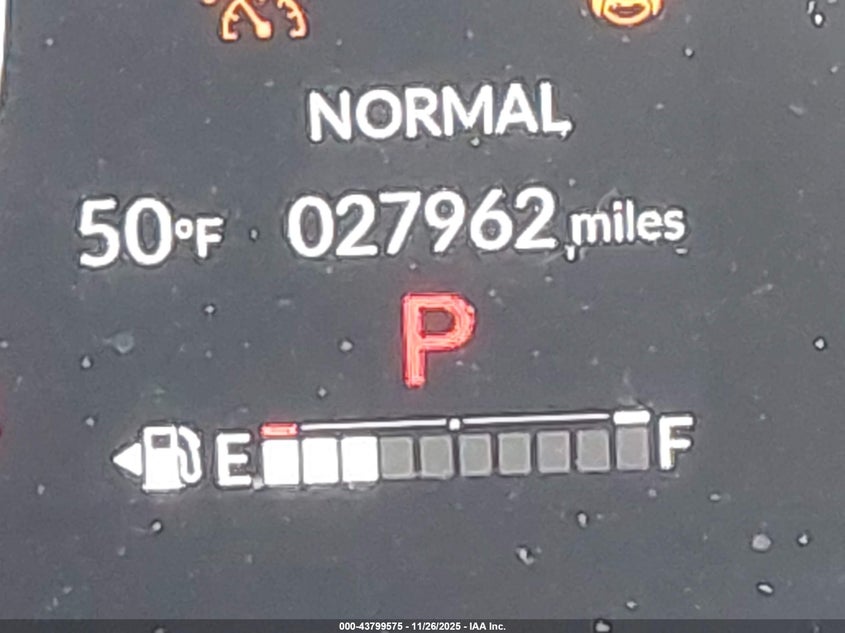 NORMAL
50°F 027962 miles
P
E F
000-43799575 - 11/26/2025 - IAA Inc.